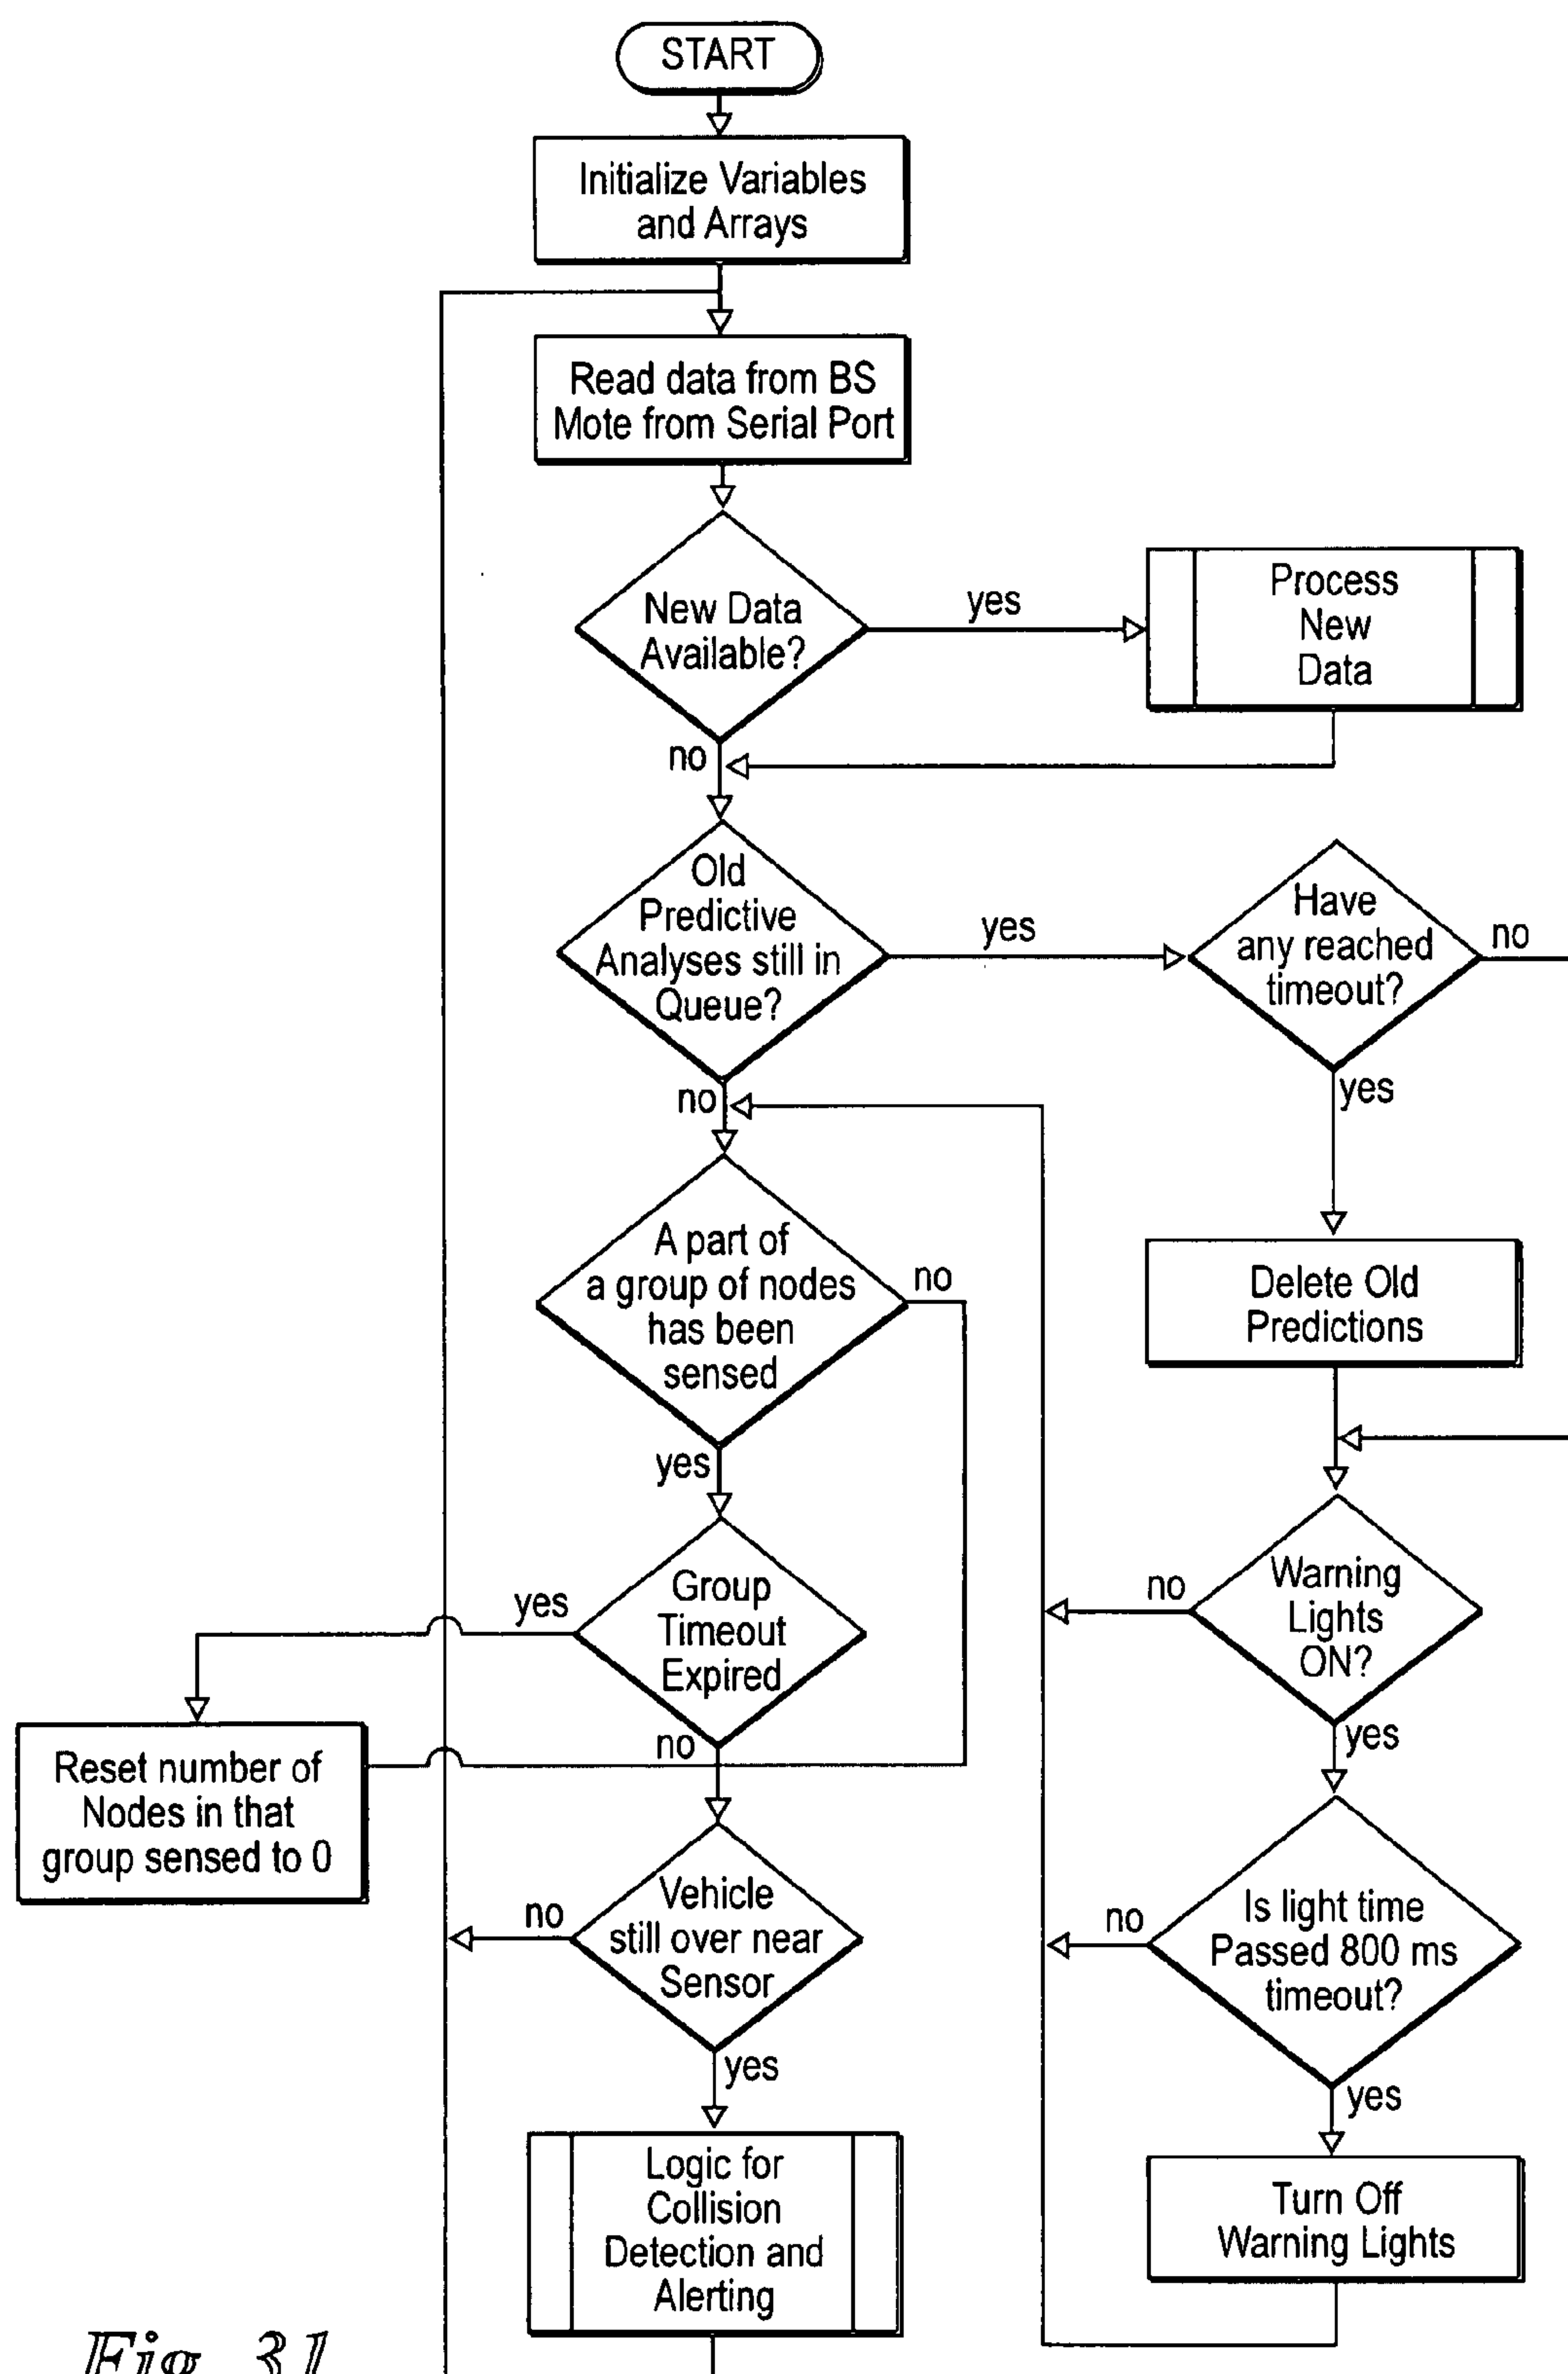 START
Initialize Variables
and Arrays
Read data from BS
Mote from Serial Port
New Data
Available?
yes
Process
New
Data
no
Old
Predictive
Analyses still in
Queue?
yes
Have
any reached
timeout?
no
yes
no
A part of
a group of nodes
has been
sensed
no
Delete Old
Predictions
yes
Group
Timeout
Expired
yes
no
Warning
Lights
ON?
no
yes
Reset number of
Nodes in that
group sensed to 0
Vehicle
still over near
Sensor
no
yes
Is light time
Passed 800 ms
timeout?
no
yes
Logic for
Collision
Detection and
Alerting
Turn Off
Warning Lights
Fig. 31